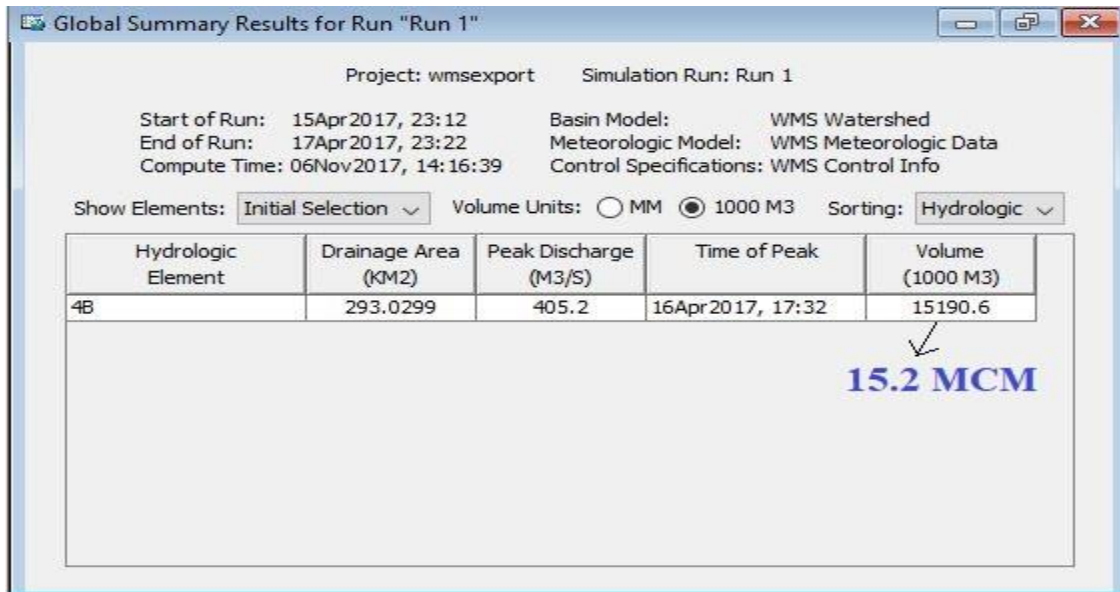 Global Summary Results for Run "Run 1"
Project: wmsexport Simulation Run: Run 1
Start of Run: 15Apr2017, 23:12 Basin Model: WMS Watershed
End of Run: 17Apr2017, 23:22 Meteorologic Model: WMS Meteorologic Data
Compute Time: 06Nov2017, 14:16:39 Control Specifications: WMS Control Info
Show Elements: Initial Selection Volume Units: MM 1000 M3 Sorting: Hydrologic
Hydrologic Drainage Area Peak Discharge Time of Peak Volume
Element (KM2) (M3/S) (1000 M3)
4B 293.0299 405.2 16Apr2017, 17:32 15190.6
15.2 MCM